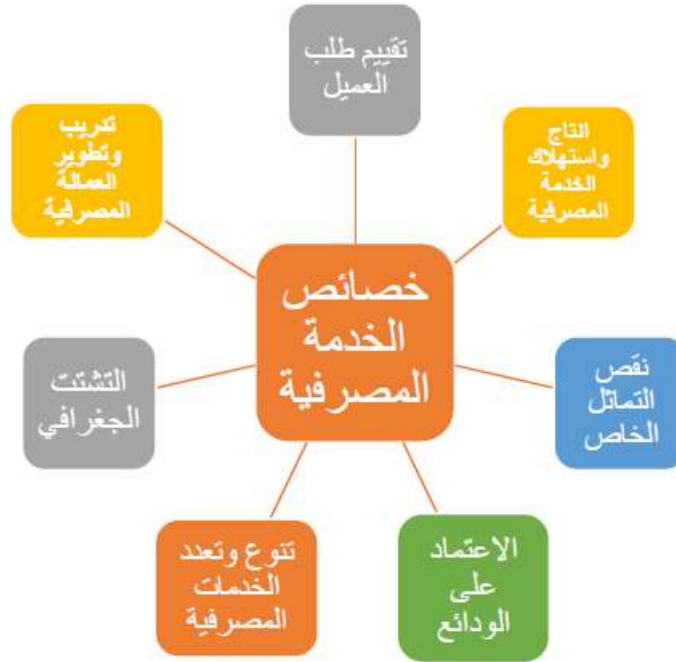 تقييم طلب
العميل
انتاج
واستهلاك
الخدمة
المصرفية
تدريب
وتطوير
العمالة
المصرفية
خصائص
الخدمة
المصرفية
نقص
التماثل
الخاص
التشتت
الجغرافي
الاعتماد
على
الودائع
تنوع وتعدد
الخدمات
المصرفية